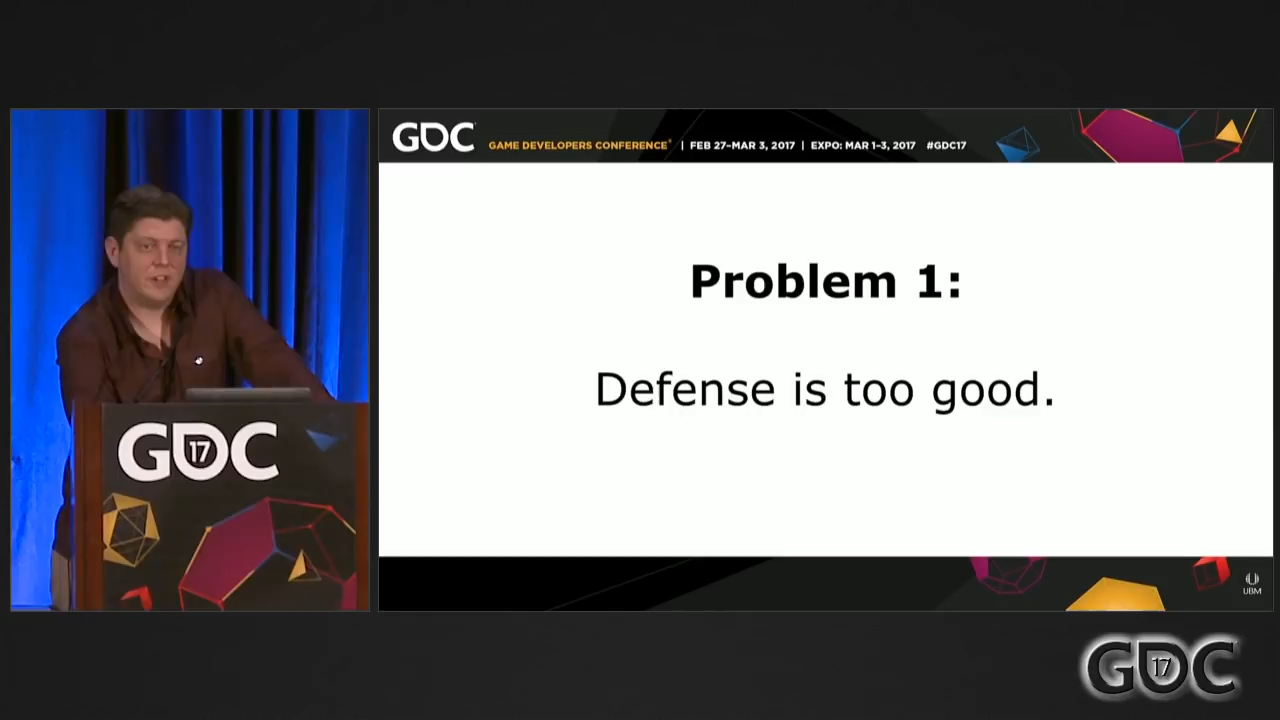 GDC GAME DEVELOPERS CONFERENCE® | FEB 27–MAR 3, 2017 | EXPO: MAR 1–3, 2017 #GDC17
Problem 1:
Defense is too good.
GDC
17
UBM
GDC
17